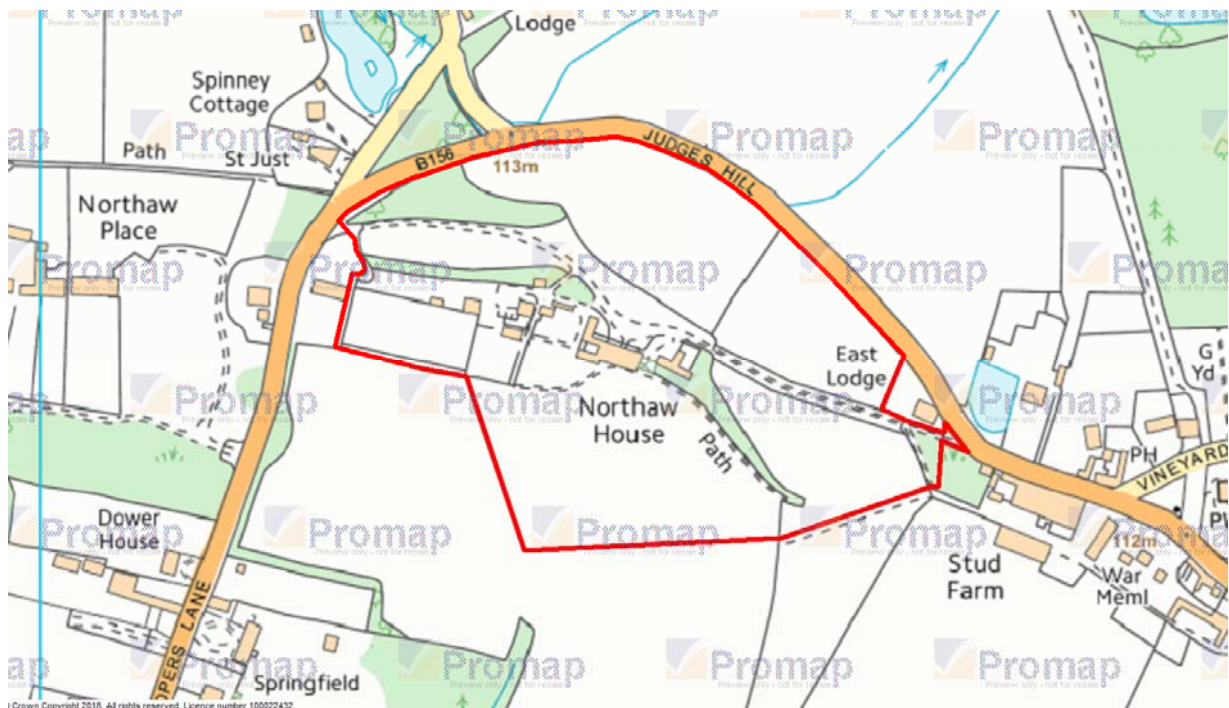 Lodge
Spinney
Cottage
Path
St Just
B156
113m
JUDGES HILL
Northaw
Place
East
Lodge
G
Yd
Northaw
House
Path
PH
VINEYARD
Dower
House
Stud
Farm
112m
War
Meml
OPERS LANE
Springfield
Promap
Preview only - not for resale
Crown Copyright 2018. All rights reserved. Licence number 100022432